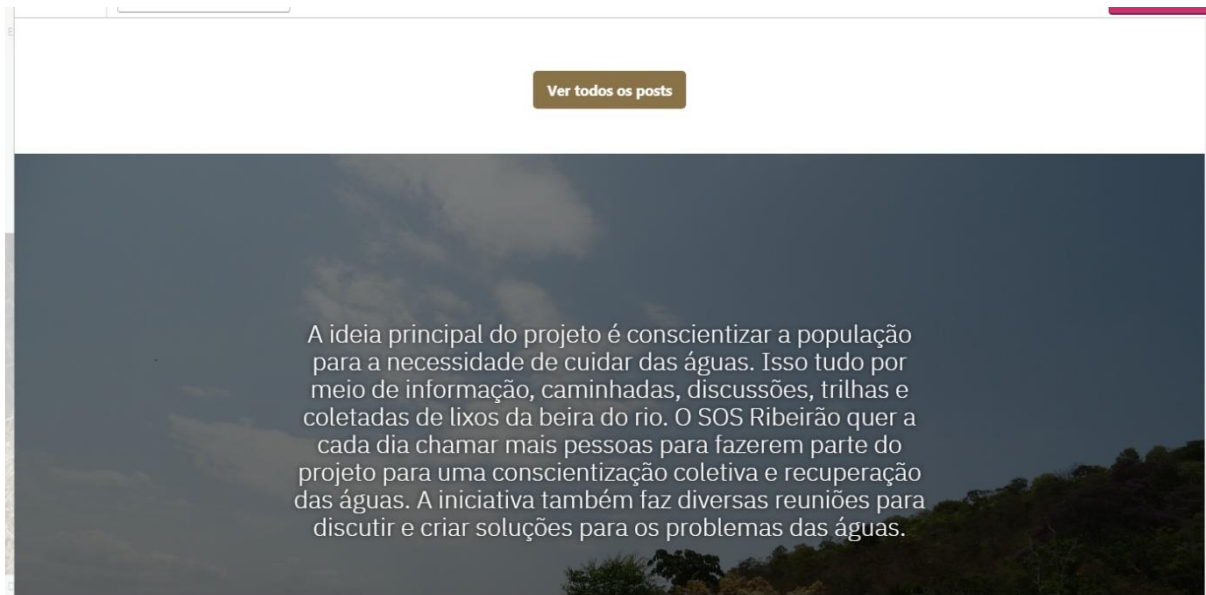 Ver todos os posts
A ideia principal do projeto é conscientizar a população
para a necessidade de cuidar das águas. Isso tudo por
meio de informação, caminhadas, discussões, trilhas e
coletadas de lixos da beira do rio. O SOS Ribeirão quer a
cada dia chamar mais pessoas para fazerem parte do
projeto para uma conscientização coletiva e recuperação
das águas. A iniciativa também faz diversas reuniões para
discutir e criar soluções para os problemas das águas.